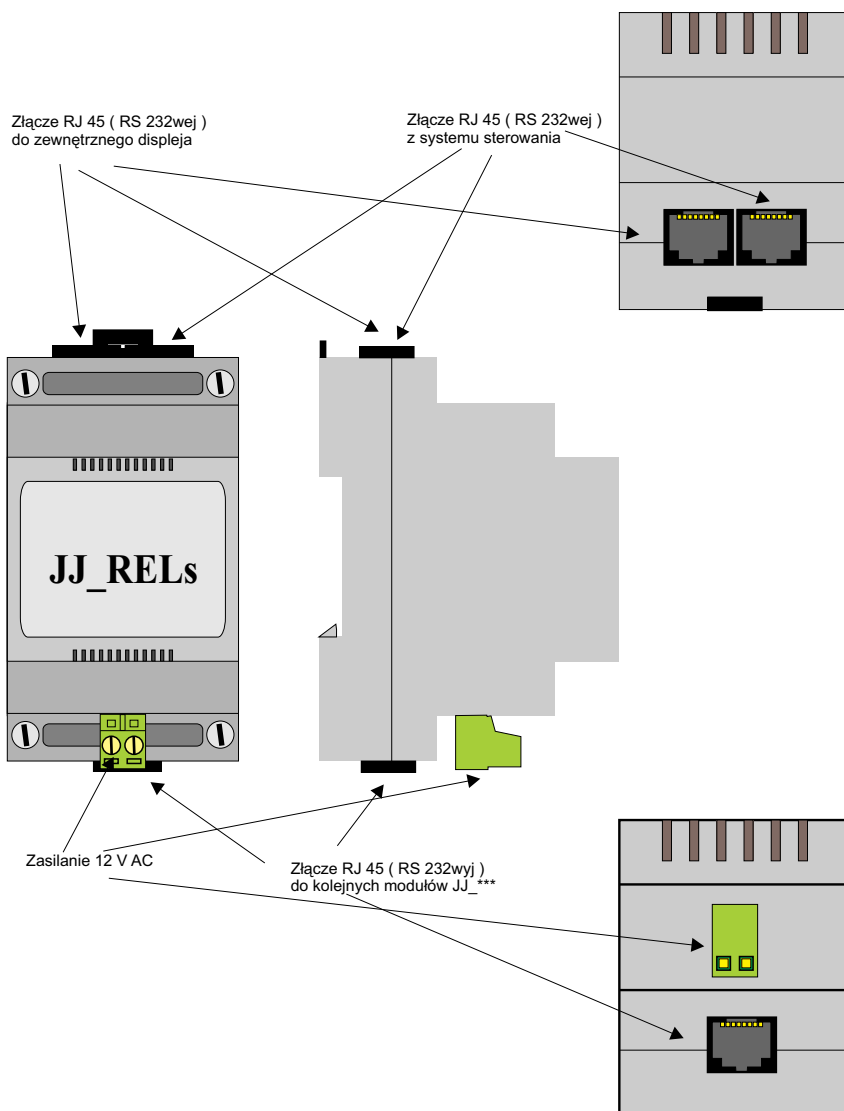 Złącze RJ 45 ( RS 232wej )
do zewnętrznego displeja
Złącze RJ 45 ( RS 232wej )
z systemu sterowania
JJ_RELs
Zasilanie 12 V AC
Złącze RJ 45 ( RS 232wyj )
do kolejnych modułów JJ_***